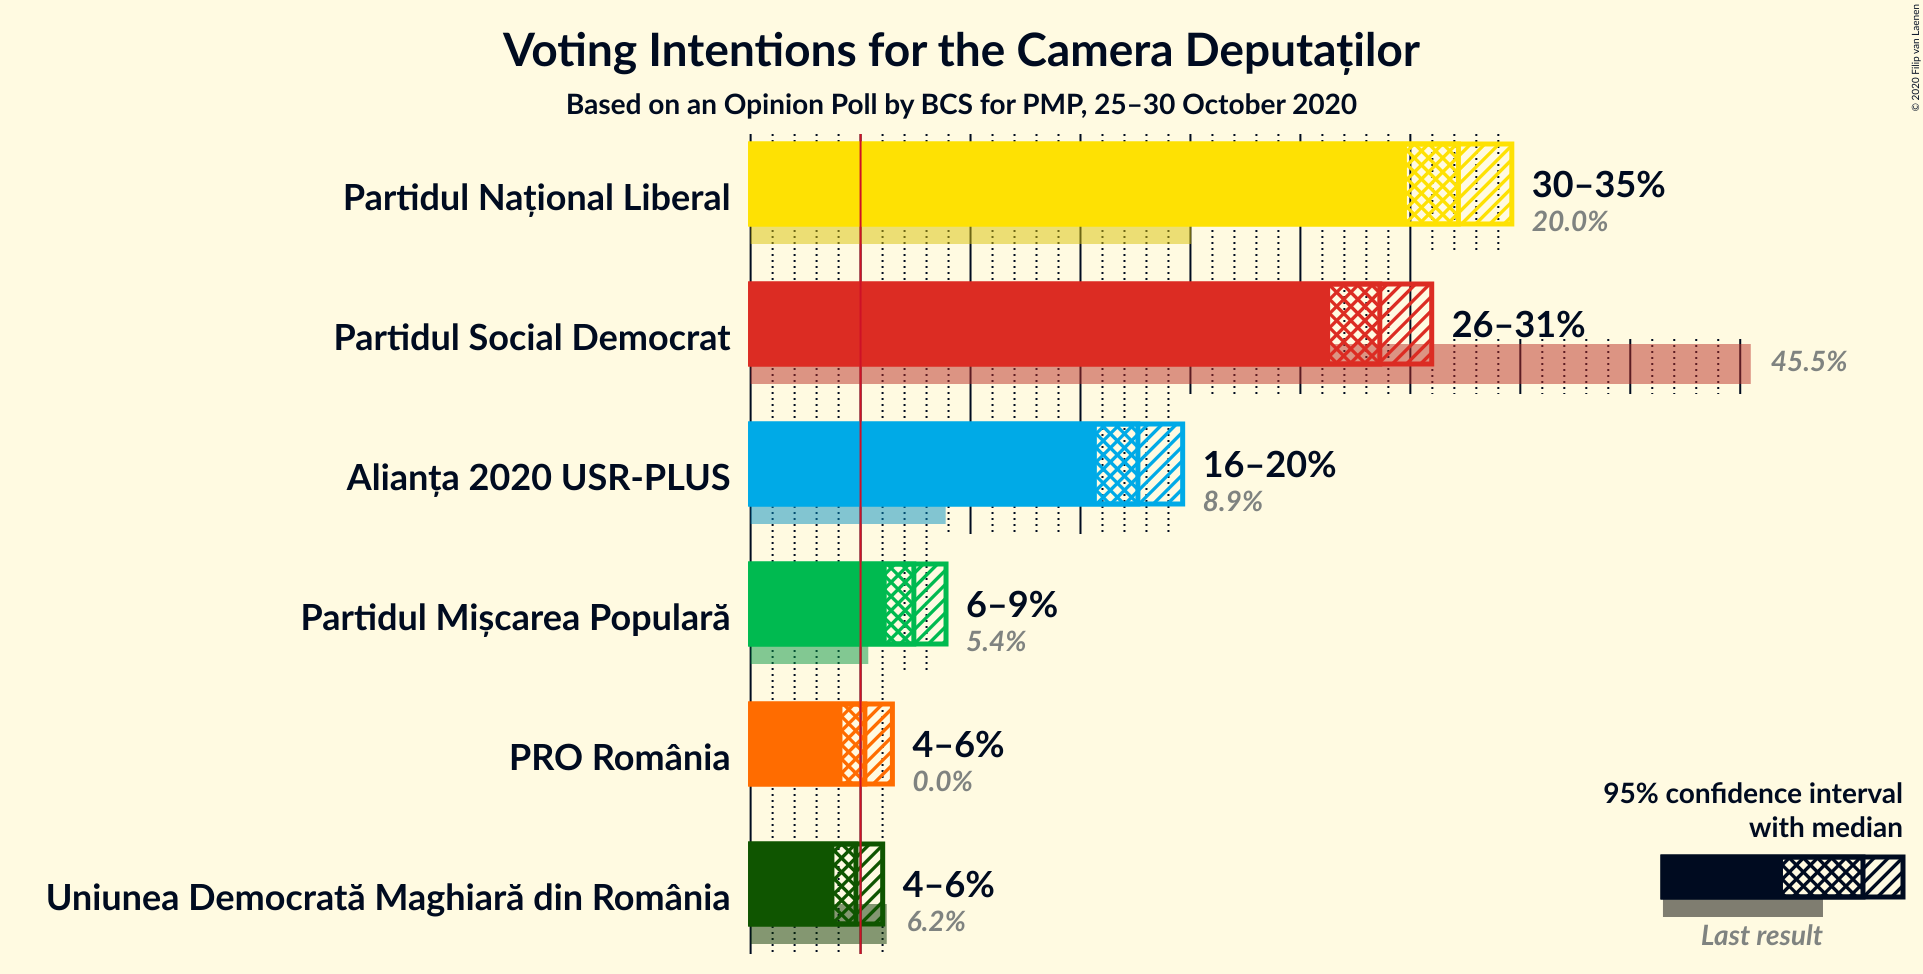 Voting Intentions for the Camera Deputaților
Based on an Opinion Poll by BCS for PMP, 25–30 October 2020
© 2020 Filip van Laenen
Partidul Național Liberal
30–35%
20.0%
Partidul Social Democrat
26–31%
45.5%
Alianța 2020 USR-PLUS
16–20%
8.9%
Partidul Mișcarea Populară
6–9%
5.4%
PRO România
4–6%
0.0%
Uniunea Democrată Maghiară din România
4–6%
6.2%
95% confidence interval
with median
Last result